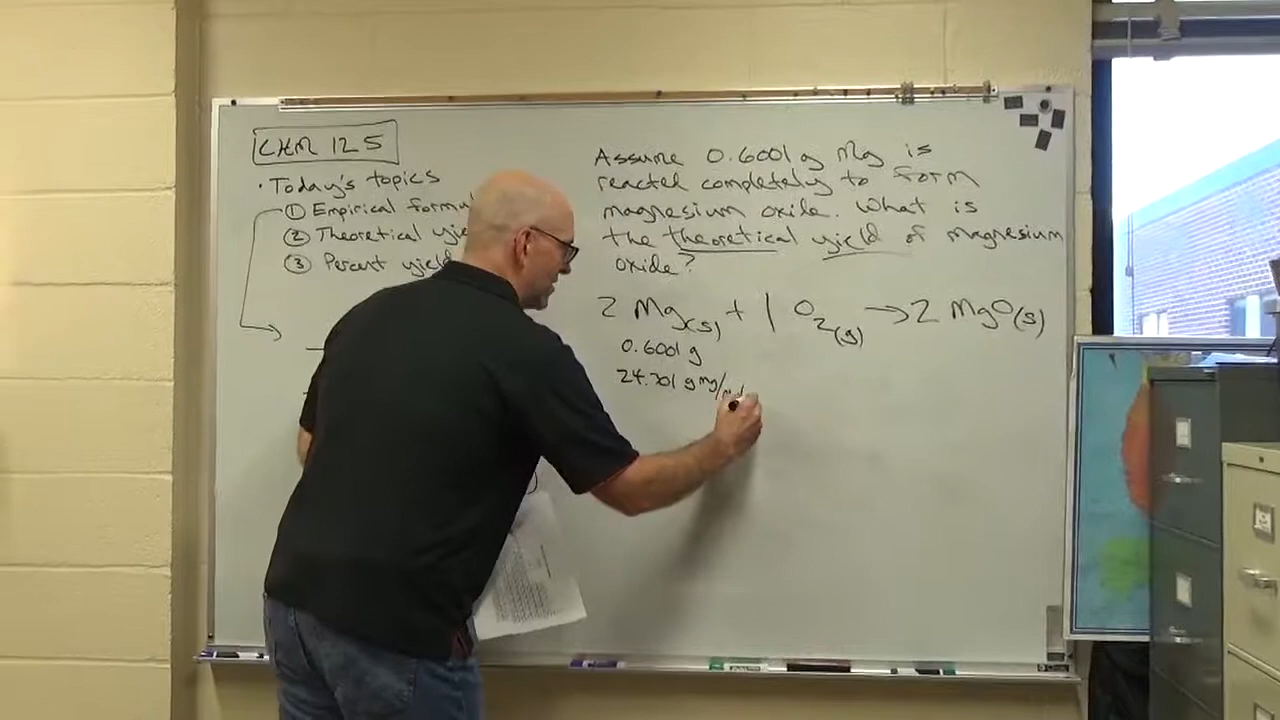 CHM 125
· Today's topics
① Empirical formu
② Theoretical yie
③ Percent yield
Assume 0.6001 g Mg is
reacted completely to form
magnesium oxide. What is
the theoretical yield of magnesium
oxide?
2 Mg(s) + 1 O2(g) → 2 MgO(s)
0.6001 g
24.301 g Mg/mol